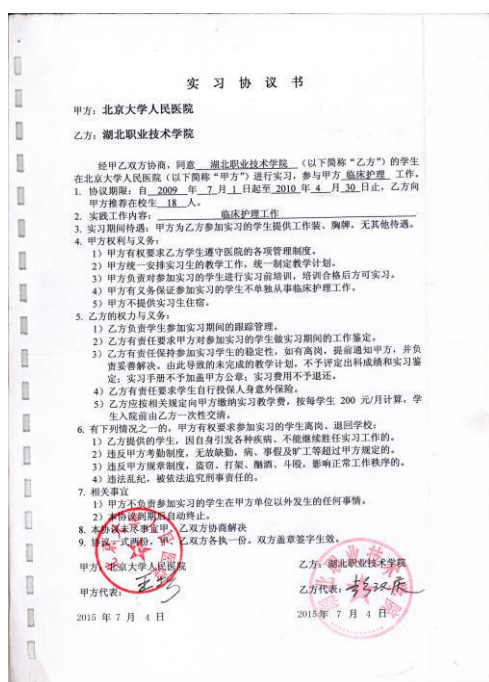 实 习 协 议 书
甲方：北京大学人民医院
乙方：湖北职业技术学院
经甲乙双方协商，同意 湖北职业技术学院 （以下简称“乙方”）的学生
在北京大学人民医院（以下简称“甲方”）进行实习，参与甲方 临床护理 工作。
1. 协议期限：自 2009 年 7 月 1 日起至 2010 年 4 月 30 日止，乙方向
甲方推荐在校生 18 人。
2. 实践工作内容： 临床护理工作 .
3. 实习期间待遇：甲方为乙方参加实习的学生提供工作装、胸牌，无其他待遇。
4. 甲方权利与义务：
1）甲方有权要求乙方学生遵守医院的各项管理制度。
2）甲方统一安排实习生的教学工作，统一制定教学计划。
3）甲方负责对参加实习的学生进行实习前培训，培训合格后方可实习。
4）甲方有义务保证参加实习的学生不单独从事临床护理工作。
5）甲方不提供实习生住宿。
5. 乙方的权力与义务：
1）乙方负责学生参加实习期间的跟踪管理。
2）乙方有责任要求甲方对参加实习的学生做实习期间的工作鉴定。
3）乙方有责任保持参加实习学生的稳定性，如有离岗，提前通知甲方，并负
责妥善解决。由此导致的未完成的教学计划，不予评定出科成绩和实习鉴
定；实习手册不予加盖甲方公章；实习费用不予退还。
4）乙方有责任要求学生自行投保人身意外保险。
5）乙方应按相关规定向甲方缴纳实习教学费，按每学生 200 元/月计算，学
生入院前由乙方一次性交清。
6. 有下列情况之一的，甲方有权要求参加实习的学生离岗、退回学校：
1）乙方提供的学生，因自身引发各种疾病、不能继续胜任实习工作的。
2）违反甲方考勤制度，无故缺勤，病、事假及旷工等超过甲方规定的。
3）违反甲方规章制度，盗窃、打架、酗酒、斗殴，影响正常工作秩序的。
4）违法乱纪，被依法追究刑事责任的。
7. 相关事宜
1）甲方不负责参加实习的学生在甲方单位以外发生的任何事情。
2）本协议到期后自动终止。
8. 本协议未尽事宜甲、乙双方协商解决
9. 协议一式两份，甲、乙双方各执一份。双方盖章签字生效。
甲方：北京大学人民医院
乙方：湖北职业技术学院
甲方代表：
乙方代表：
2015 年 7 月 4 日
2015年 7 月 4 日